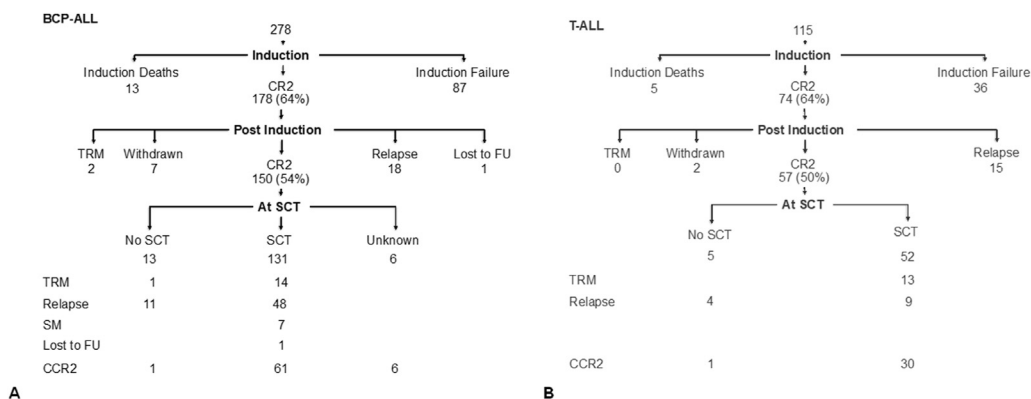 BCP-ALL
278
Induction
Induction Deaths
13
Induction Failure
87
CR2
178 (64%)
Post Induction
TRM
2
Withdrawn
7
Relapse
18
Lost to FU
1
CR2
150 (54%)
At SCT
No SCT SCT Unknown
13 131 6
TRM 1 14
Relapse 11 48
SM 7
Lost to FU 1
CCR2 1 61 6
A
T-ALL
115
Induction
Induction Deaths
5
Induction Failure
36
CR2
74 (64%)
Post Induction
TRM
0
Withdrawn
2
Relapse
15
CR2
57 (50%)
At SCT
No SCT SCT
5 52
TRM 13
Relapse 4 9
CCR2 1 30
B